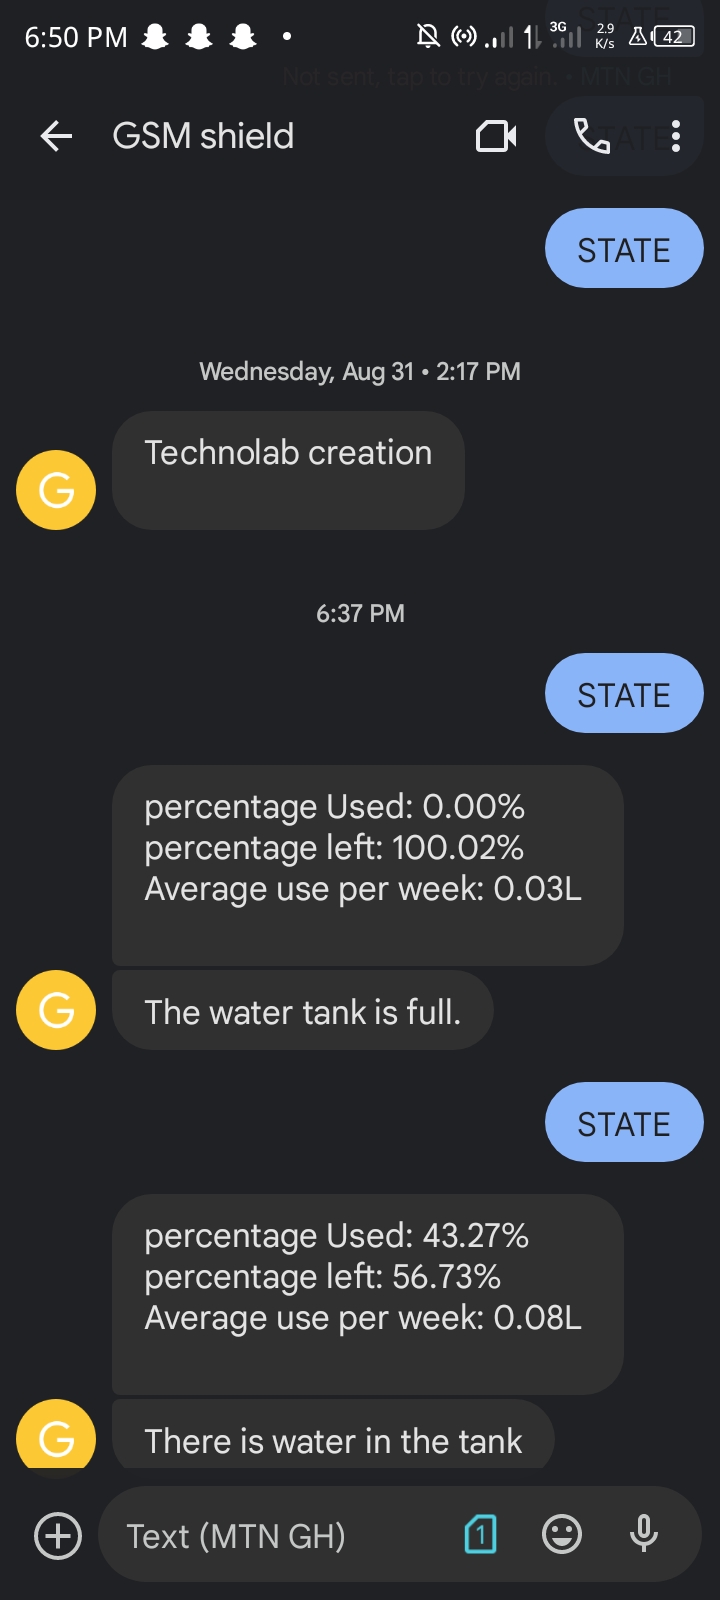 6:50 PM
3G
2.9
K/s
42
STATE
Not sent, tap to try again. • MTN GH
GSM shield
STATE
STATE
Wednesday, Aug 31 • 2:17 PM
Technolab creation
G
6:37 PM
STATE
percentage Used: 0.00%
percentage left: 100.02%
Average use per week: 0.03L
G
The water tank is full.
STATE
percentage Used: 43.27%
percentage left: 56.73%
Average use per week: 0.08L
G
There is water in the tank
Text (MTN GH)
1